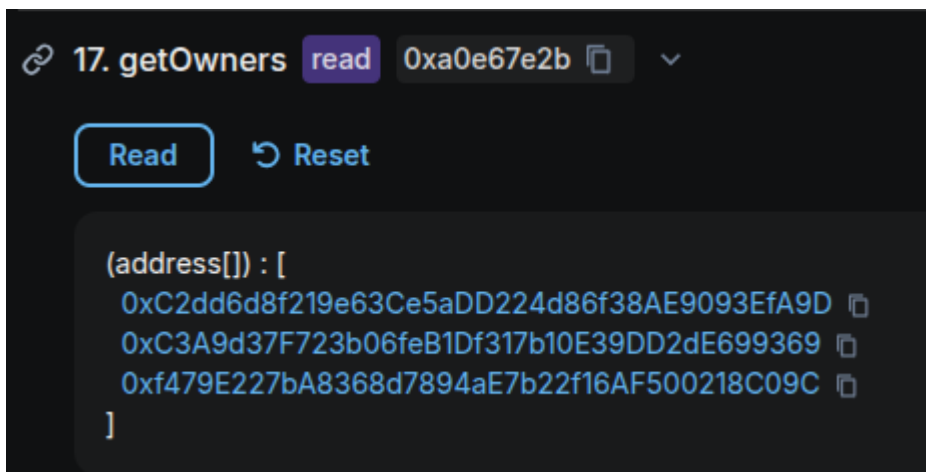 17. getOwners read 0xa0e67e2b
Read Reset
(address[]) : [
0xC2dd6d8f219e63Ce5aDD224d86f38AE9093EfA9D
0xC3A9d37F723b06feB1Df317b10E39DD2dE699369
0xf479E227bA8368d7894aE7b22f16AF500218C09C
]